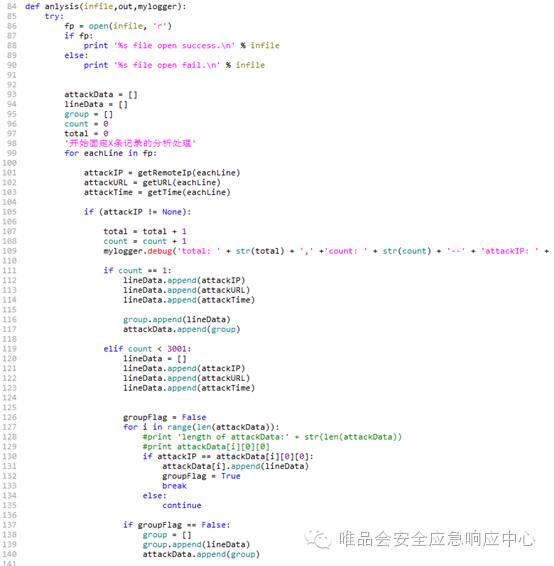 84 def anlysis(infile,out,mylogger):
85     try:
86         fp = open(infile, 'r')
87         if fp:
88             print '%s file open success.\n' % infile
89         else:
90             print '%s file open fail.\n' % infile
91
92
93         attackData = []
94         lineData = []
95         group = []
96         count = 0
97         total = 0
98         '开始固定X条记录的分析处理'
99         for eachLine in fp:
100
101             attackIP = getRemoteIp(eachLine)
102             attackURL = getURL(eachLine)
103             attackTime = getTime(eachLine)
104
105             if (attackIP != None):
106
107                 total = total + 1
108                 count = count + 1
109                 mylogger.debug('total: ' + str(total) + ',' +'count: ' + str(count) + '--' + 'attackIP: ' +
110
111                 if count == 1:
112                     lineData.append(attackIP)
113                     lineData.append(attackURL)
114                     lineData.append(attackTime)
115
116                     group.append(lineData)
117                     attackData.append(group)
118
119                 elif count < 3001:
120                     lineData = []
121                     lineData.append(attackIP)
122                     lineData.append(attackURL)
123                     lineData.append(attackTime)
124
125
126                     groupFlag = False
127                     for i in range(len(attackData)):
128                         #print 'length of attackData:' + str(len(attackData))
129                         #print attackData[i][0][0]
130                         if attackIP == attackData[i][0][0]:
131                             attackData[i].append(lineData)
132                             groupFlag = True
133                             break
134                         else:
135                             continue
136
137                     if groupFlag == False:
138                         group = []
139                         group.append(lineData)
140                         attackData.append(group)
141
唯品会安全应急响应中心